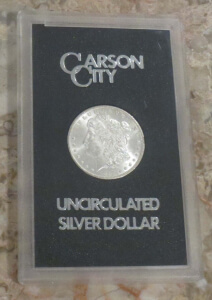 CARSON
CITY
UNCIRCULATED
SILVER DOLLAR